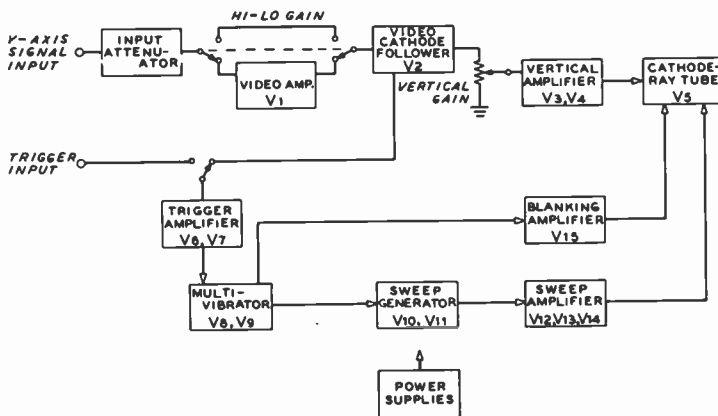 Y-AXIS
SIGNAL
INPUT
INPUT
ATTENU-
ATOR
HI-LO GAIN
VIDEO AMP.
V1
VIDEO
CATHODE
FOLLOWER
V2
VERTICAL
GAIN
VERTICAL
AMPLIFIER
V3, V4
CATHODE-
RAY TUBE
V5
TRIGGER
INPUT
TRIGGER
AMPLIFIER
V6, V7
BLANKING
AMPLIFIER
V15
MULTI-
VIBRATOR
V8, V9
SWEEP
GENERATOR
V10, V11
SWEEP
AMPLIFIER
V12, V13, V14
POWER
SUPPLIES